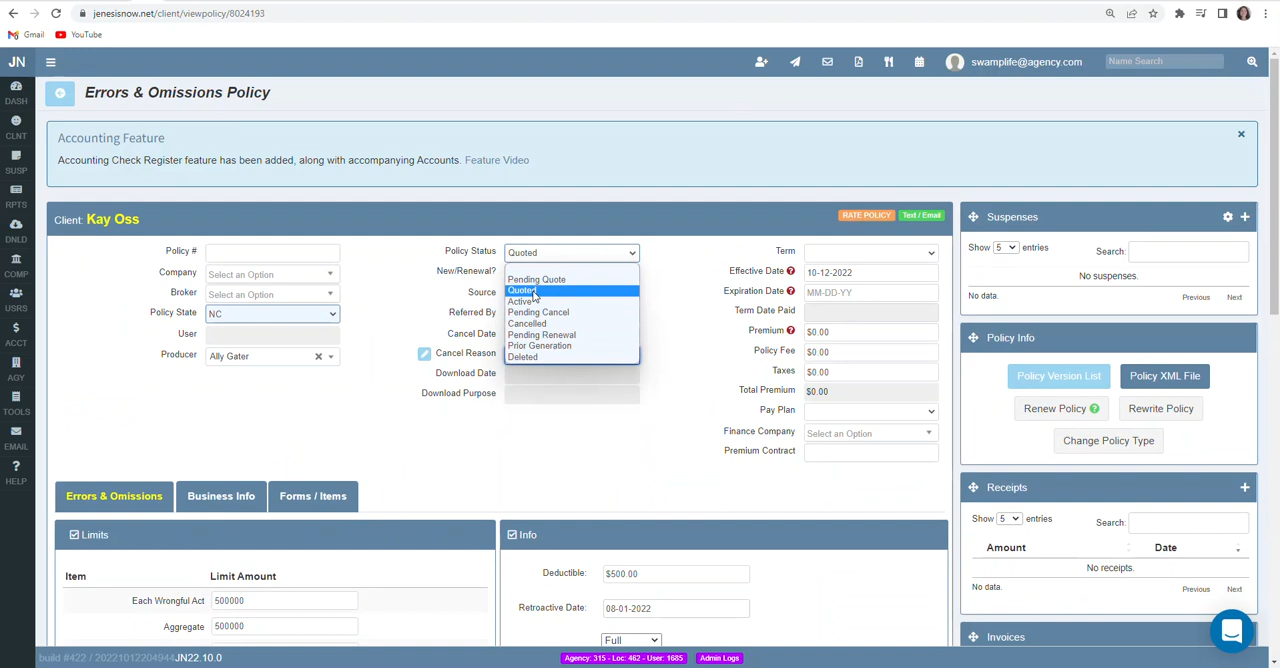 jenesisnow.net/client/viewpolicy/8024193
Gmail
YouTube
JN
swamplife@agency.com
Name Search
DASH
CLNT
SUSP
RPTS
DNLD
COMP
USRS
ACCT
AGY
TOOLS
EMAIL
HELP
Errors & Omissions Policy
Accounting Feature
Accounting Check Register feature has been added, along with accompanying Accounts. Feature Video
Client: Kay Oss
RATE POLICY
Text / Email
Policy #
Company Select an Option
Broker Select an Option
Policy State NC
User
Producer Ally Gater
Policy Status Quoted
New/Renewal?
Source
Referred By
Cancel Date
Cancel Reason
Download Date
Download Purpose
Pending Quote
Quoted
Active
Pending Cancel
Cancelled
Pending Renewal
Prior Generation
Deleted
Term
Effective Date 10-12-2022
Expiration Date MM-DD-YY
Term Date Paid
Premium $0.00
Policy Fee $0.00
Taxes $0.00
Total Premium $0.00
Pay Plan
Finance Company Select an Option
Premium Contract
Errors & Omissions
Business Info
Forms / Items
Limits
Item Limit Amount
Each Wrongful Act 500000
Aggregate 500000
Info
Deductible: $500.00
Retroactive Date: 08-01-2022
Full
Suspenses
Show 5 entries Search:
No suspenses.
No data. Previous Next
Policy Info
Policy Version List
Policy XML File
Renew Policy ?
Rewrite Policy
Change Policy Type
Receipts
Show 5 entries Search:
Amount Date
No receipts.
No data. Previous Next
Invoices
build #422 / 20221012204944 JN22.10.0
Agency: 315 - Loc: 462 - User: 1685
Admin Logs